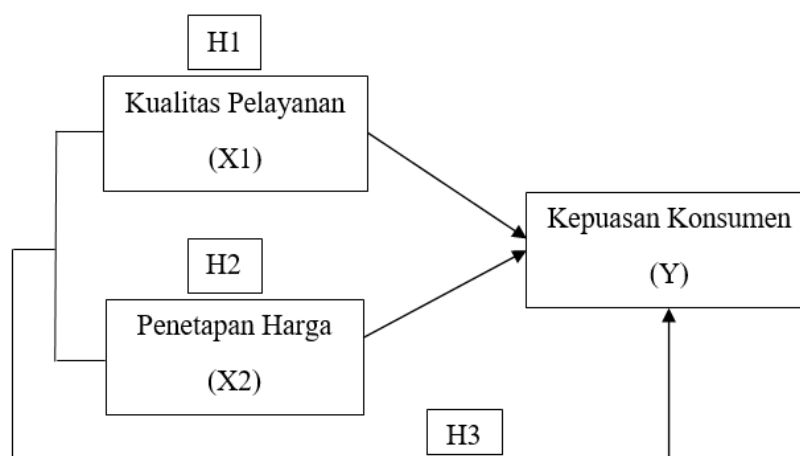 H1
Kualitas Pelayanan
(X1)
Kepuasan Konsumen
(Y)
H2
Penetapan Harga
(X2)
H3